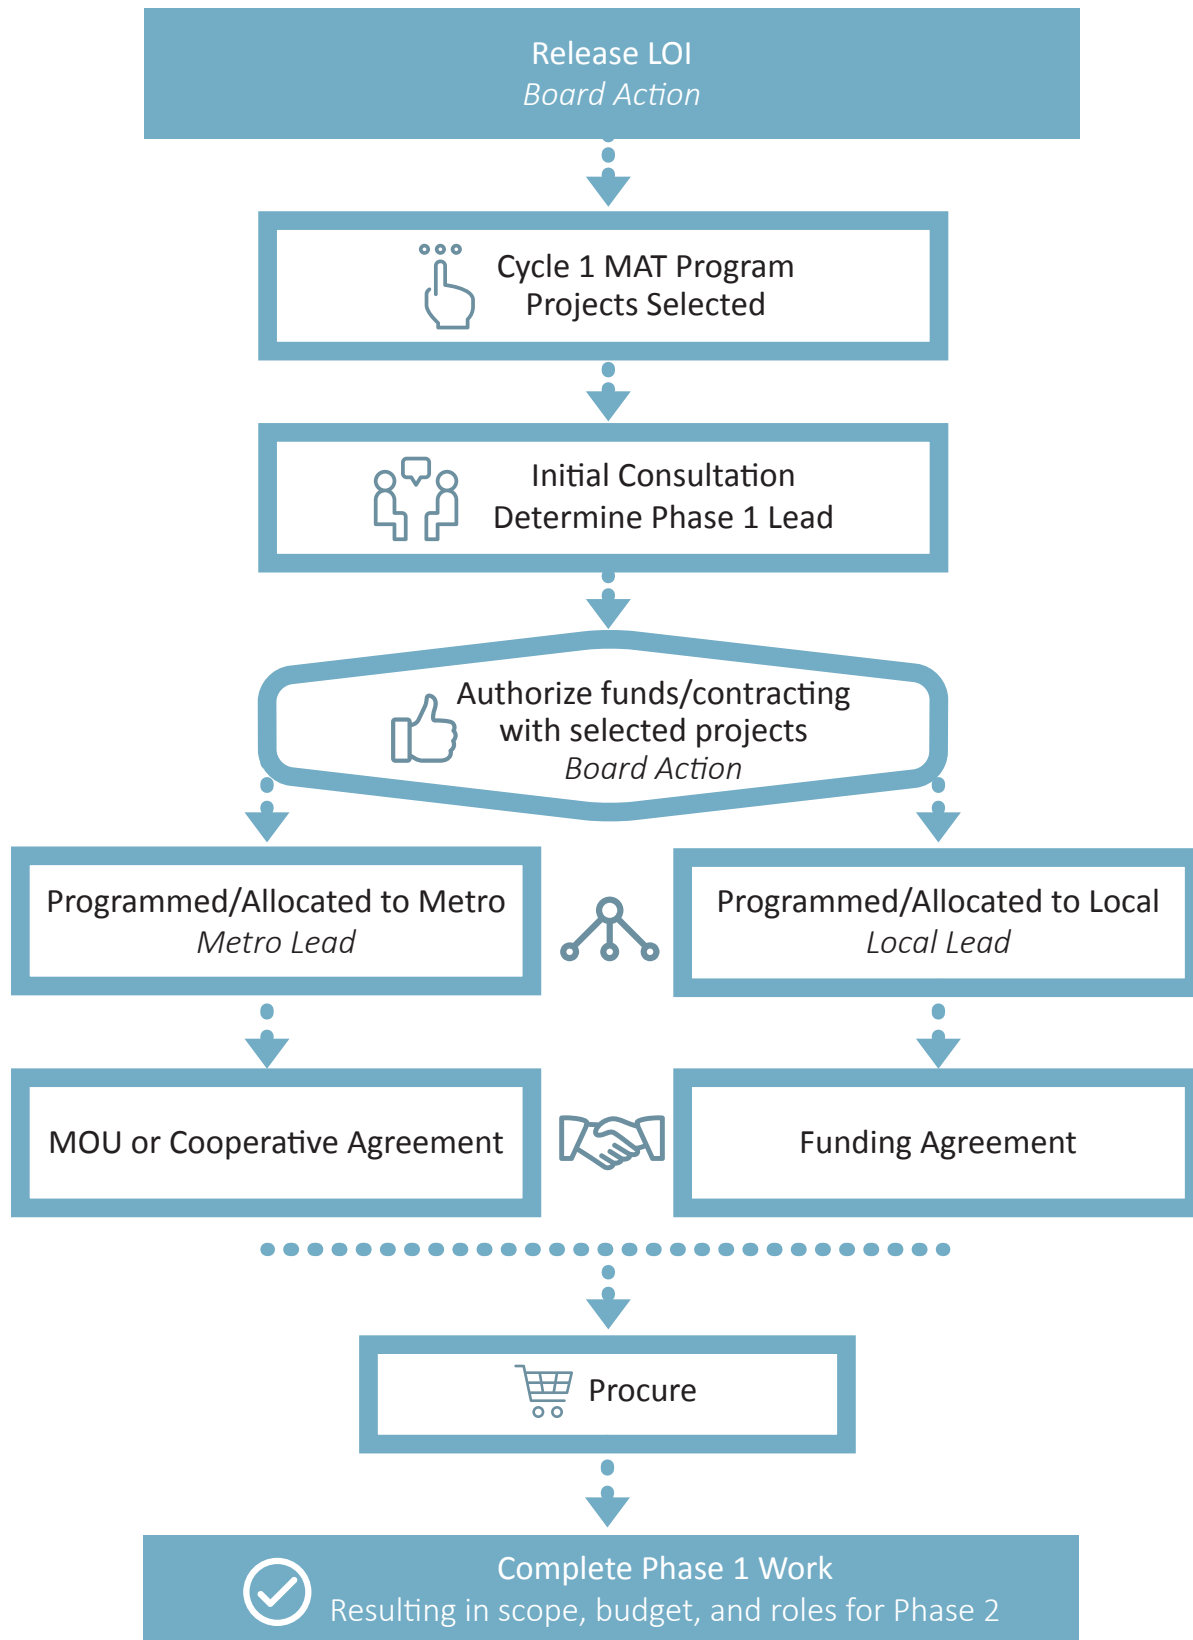 Release LOI
Board Action
Cycle 1 MAT Program
Projects Selected
Initial Consultation
Determine Phase 1 Lead
Authorize funds/contracting
with selected projects
Board Action
Programmed/Allocated to Metro
Metro Lead
Programmed/Allocated to Local
Local Lead
MOU or Cooperative Agreement
Funding Agreement
Procure
Complete Phase 1 Work
Resulting in scope, budget, and roles for Phase 2